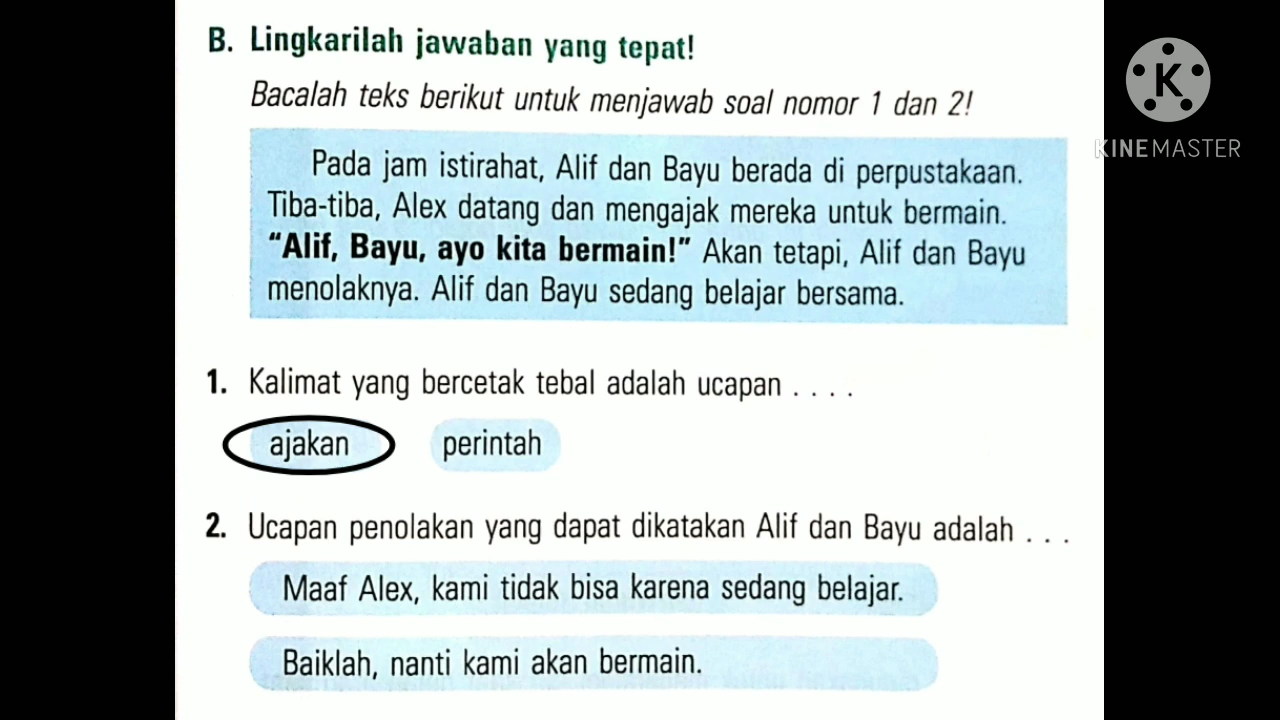 B. Lingkarilah jawaban yang tepat!
Bacalah teks berikut untuk menjawab soal nomor 1 dan 2!
Pada jam istirahat, Alif dan Bayu berada di perpustakaan.
Tiba-tiba, Alex datang dan mengajak mereka untuk bermain.
“Alif, Bayu, ayo kita bermain!” Akan tetapi, Alif dan Bayu
menolaknya. Alif dan Bayu sedang belajar bersama.
1. Kalimat yang bercetak tebal adalah ucapan . . . .
ajakan perintah
2. Ucapan penolakan yang dapat dikatakan Alif dan Bayu adalah . . .
Maaf Alex, kami tidak bisa karena sedang belajar.
Baiklah, nanti kami akan bermain.
K
KINEMASTER